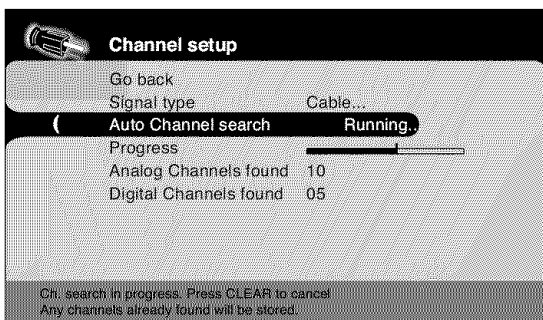 Channel setup
Go back
Signal type Cable...
Auto Channel search Running..
Progress
Analog Channels found 10
Digital Channels found 05
Ch. search in progress. Press CLEAR to cancel
Any channels already found will be stored.